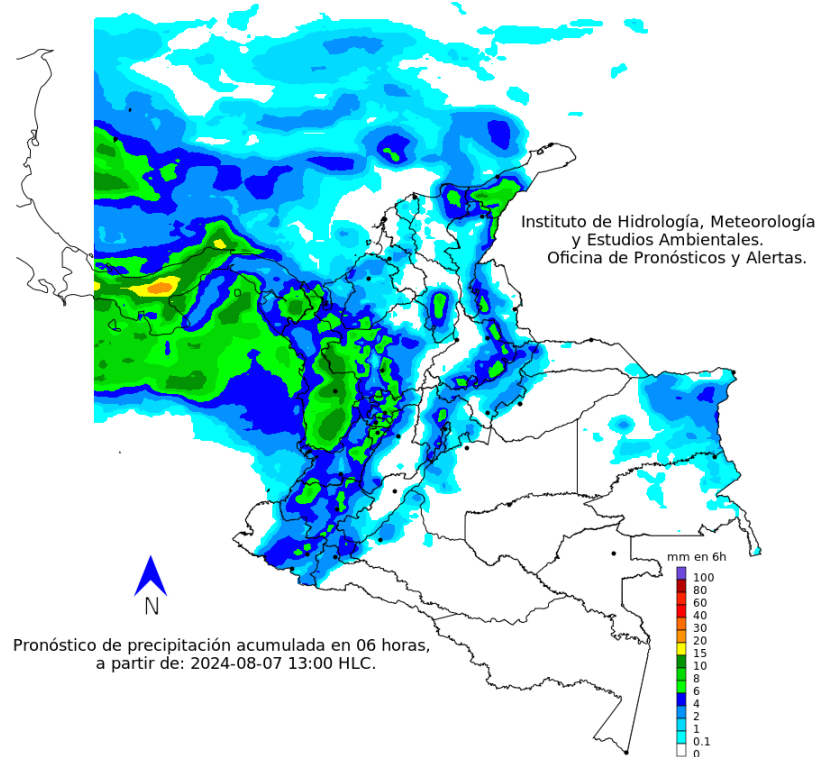 Instituto de Hidrología, Meteorología
y Estudios Ambientales.
Oficina de Pronósticos y Alertas.
mm en 6h
100
80
60
40
30
20
15
10
8
6
4
2
1
0.1
0
N
Pronóstico de precipitación acumulada en 06 horas,
a partir de: 2024-08-07 13:00 HLC.